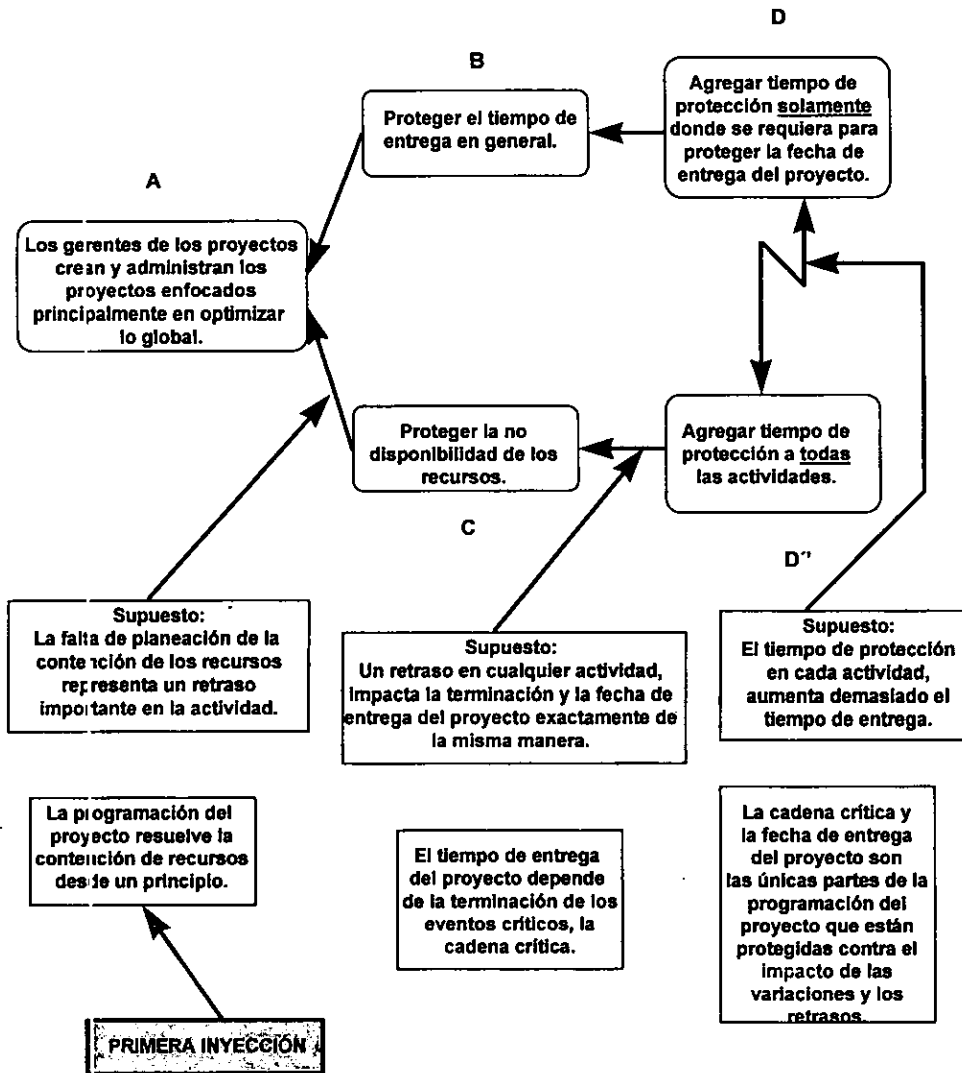 D
B
Agregar tiempo de
protección solamente
donde se requiera para
proteger la fecha de
entrega del proyecto.
Proteger el tiempo de
entrega en general.
A
Los gerentes de los proyectos
crean y administran los
proyectos enfocados
principalmente en optimizar
lo global.
Proteger la no
disponibilidad de los
recursos.
Agregar tiempo de
protección a todas
las actividades.
C
D"
Supuesto:
La falta de planeación de la
contención de los recursos
representa un retraso
importante en la actividad.
Supuesto:
Un retraso en cualquier actividad,
impacta la terminación y la fecha de
entrega del proyecto exactamente de
la misma manera.
Supuesto:
El tiempo de protección
en cada actividad,
aumenta demasiado el
tiempo de entrega.
La programación del
proyecto resuelve la
contención de recursos
desde un principio.
El tiempo de entrega
del proyecto depende
de la terminación de los
eventos críticos, la
cadena crítica.
La cadena crítica y
la fecha de entrega
del proyecto son
las únicas partes de la
programación del
proyecto que están
protegidas contra el
impacto de las
variaciones y los
retrasos.
PRIMERA INYECCIÓN